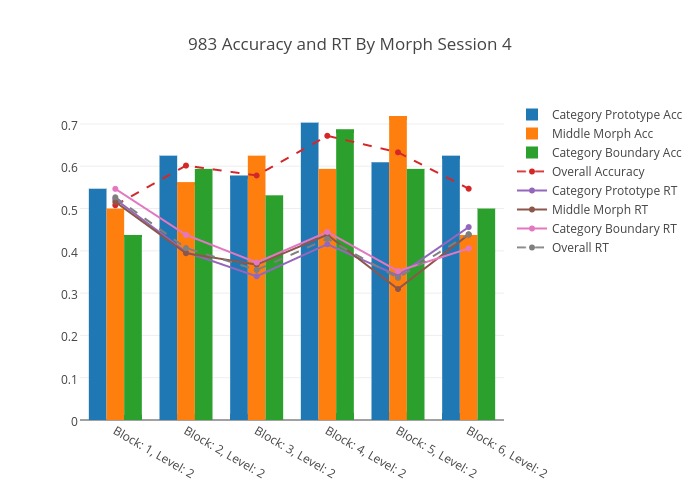 983 Accuracy and RT By Morph Session 4
0.7
0.6
0.5
0.4
0.3
0.2
0.1
0
Block: 1, Level: 2
Block: 2, Level: 2
Block: 3, Level: 2
Block: 4, Level: 2
Block: 5, Level: 2
Block: 6, Level: 2
Category Prototype Acc
Middle Morph Acc
Category Boundary Acc
Overall Accuracy
Category Prototype RT
Middle Morph RT
Category Boundary RT
Overall RT